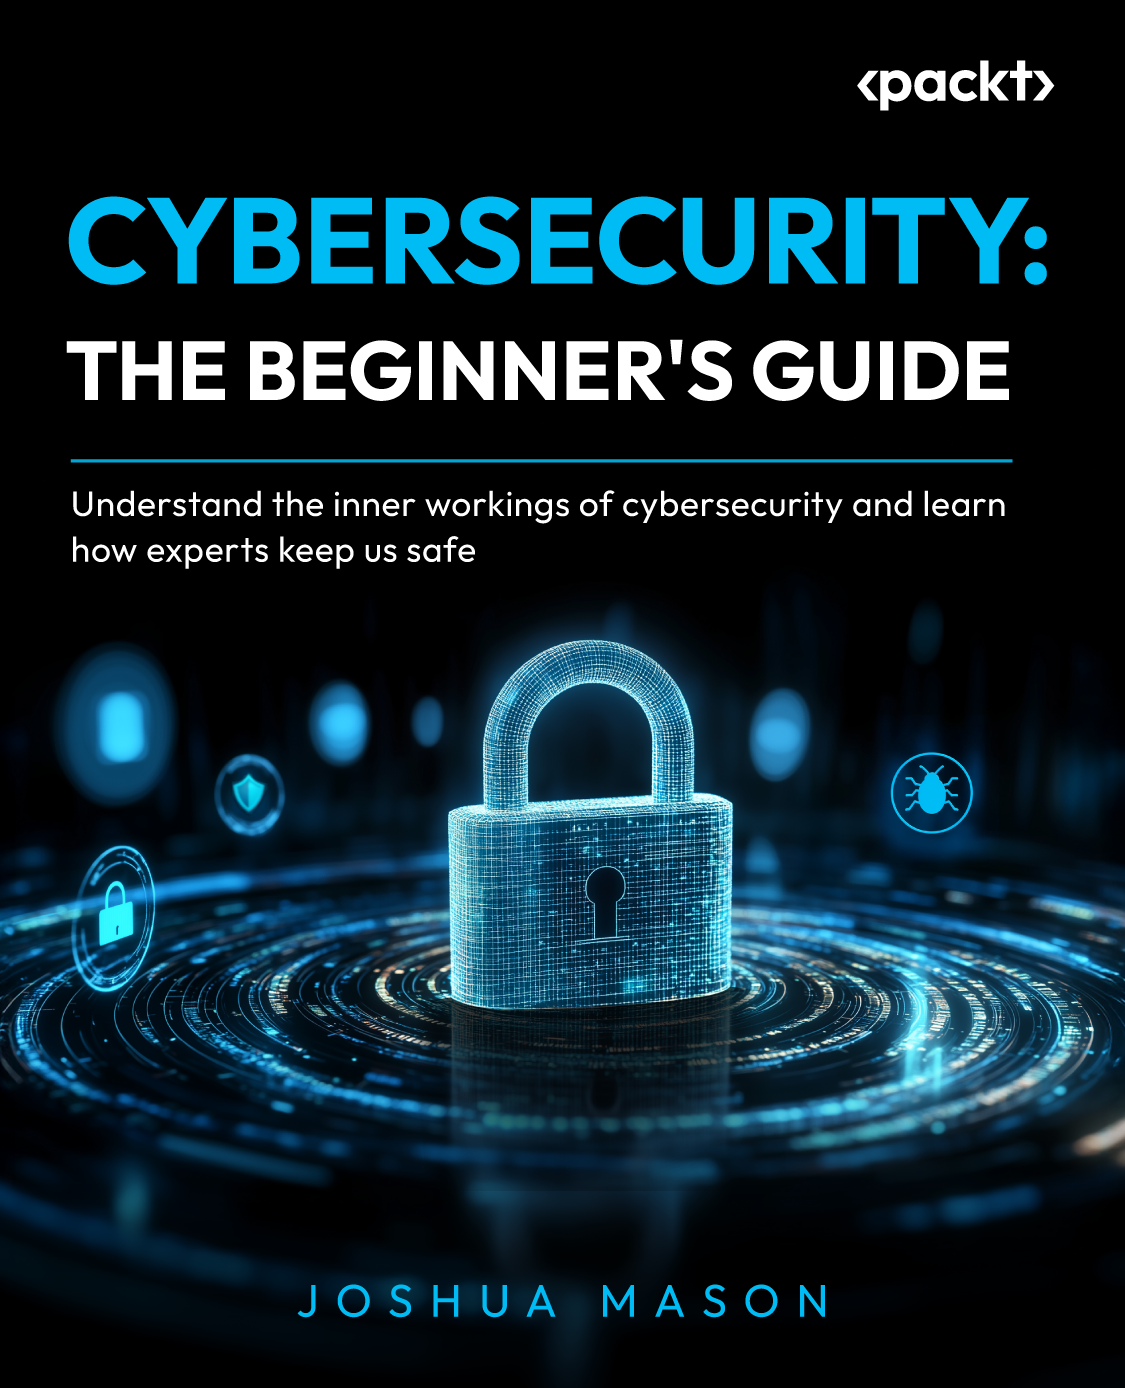 <packt>
CYBERSECURITY:
THE BEGINNER'S GUIDE
Understand the inner workings of cybersecurity and learn
how experts keep us safe
JOSHUA MASON